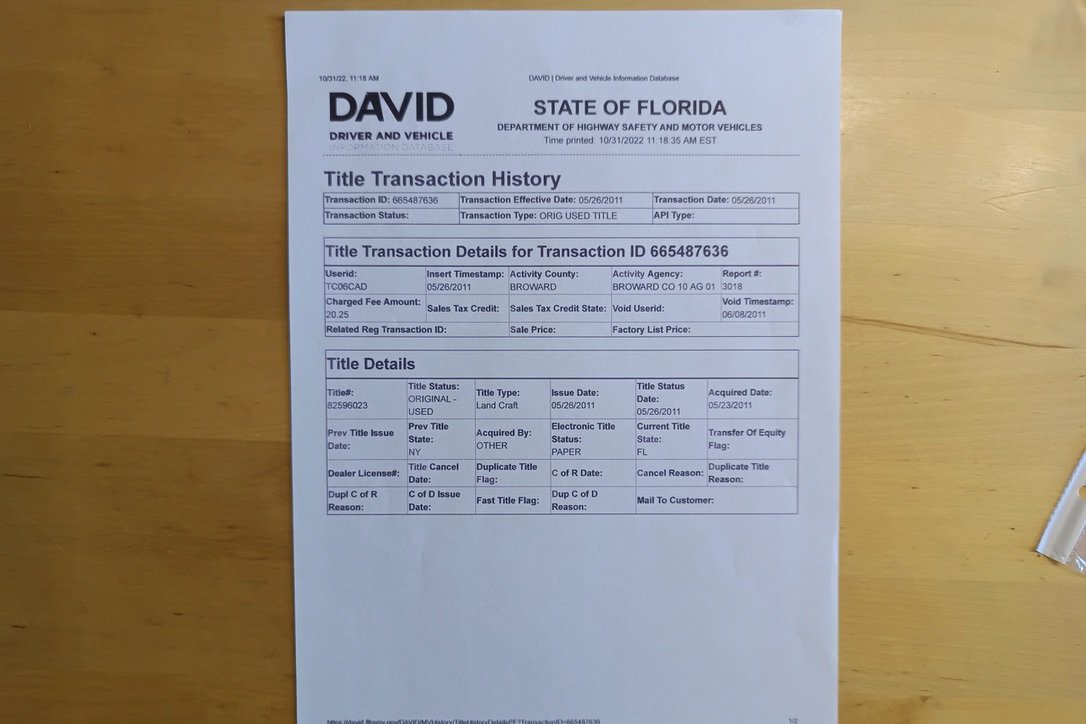 10/31/22, 11:18 AM DAVID | Driver and Vehicle Information Database
DAVID
DRIVER AND VEHICLE
INFORMATION DATABASE
STATE OF FLORIDA
DEPARTMENT OF HIGHWAY SAFETY AND MOTOR VEHICLES
Time printed: 10/31/2022 11:18:35 AM EST
Title Transaction History
Transaction ID: 665487636 Transaction Effective Date: 05/26/2011 Transaction Date: 05/26/2011
Transaction Status: Transaction Type: ORIG USED TITLE API Type:
Title Transaction Details for Transaction ID 665487636
Userid: Insert Timestamp: Activity County: Activity Agency: Report #:
TC06CAD 05/26/2011 BROWARD BROWARD CO 10 AG 01 3018
Charged Fee Amount: Sales Tax Credit: Sales Tax Credit State: Void Userid: Void Timestamp:
20.25 06/08/2011
Related Reg Transaction ID: Sale Price: Factory List Price:
Title Details
Title#:
82596023
Title Status:
ORIGINAL -
USED
Title Type:
Land Craft
Issue Date:
05/26/2011
Title Status
Date:
05/26/2011
Acquired Date:
05/23/2011
Prev Title Issue
Date:
Prev Title
State:
NY
Acquired By:
OTHER
Electronic Title
Status:
PAPER
Current Title
State:
FL
Transfer Of Equity
Flag:
Dealer License#:
Title Cancel
Date:
Duplicate Title
Flag:
C of R Date:
Cancel Reason:
Duplicate Title
Reason:
Dupl C of R
Reason:
C of D Issue
Date:
Fast Title Flag:
Dup C of D
Reason:
Mail To Customer:
1/2